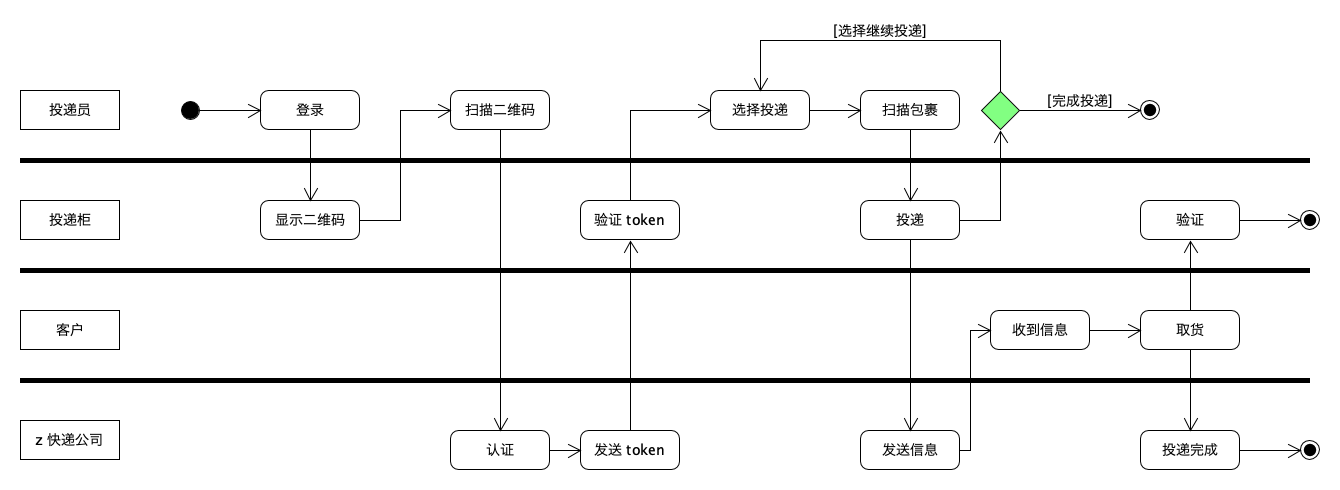 [选择继续投递]
投递员
登录
扫描二维码
选择投递
扫描包裹
[完成投递]
投递柜
显示二维码
验证 token
投递
验证
客户
收到信息
取货
z 快递公司
认证
发送 token
发送信息
投递完成